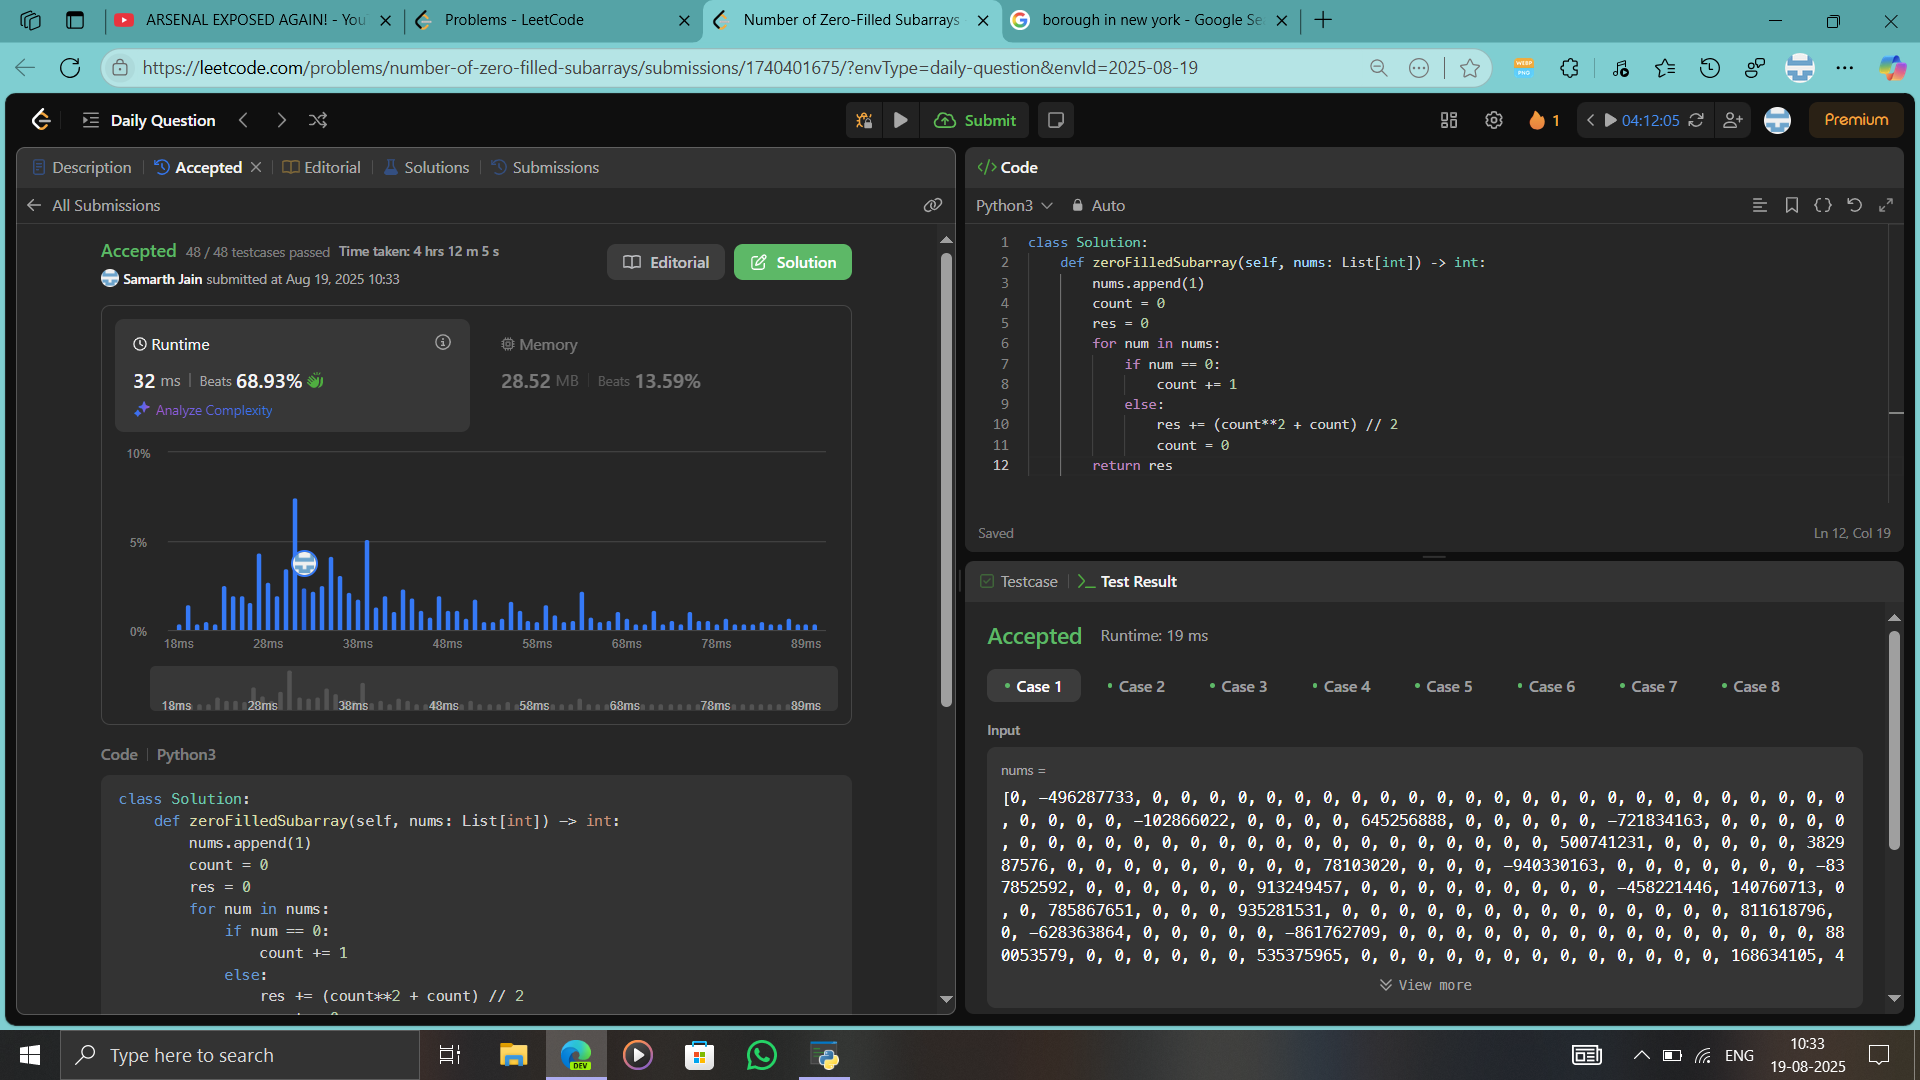 ARSENAL EXPOSED AGAIN! - You
Problems - LeetCode
Number of Zero-Filled Subarrays
borough in new york - Google Se
https://leetcode.com/problems/number-of-zero-filled-subarrays/submissions/1740401675/?envType=daily-question&envId=2025-08-19
Daily Question
Submit
1
04:12:05
Premium
Description
Accepted
Editorial
Solutions
Submissions
All Submissions
Accepted 48 / 48 testcases passed Time taken: 4 hrs 12 m 5 s
Samarth Jain submitted at Aug 19, 2025 10:33
Editorial
Solution
Runtime
32 ms | Beats 68.93%
Analyze Complexity
Memory
28.52 MB | Beats 13.59%
10%
5%
0%
18ms 28ms 38ms 48ms 58ms 68ms 78ms 89ms
18ms 28ms 38ms 48ms 58ms 68ms 78ms 89ms
Code | Python3
class Solution:
def zeroFilledSubarray(self, nums: List[int]) -> int:
nums.append(1)
count = 0
res = 0
for num in nums:
if num == 0:
count += 1
else:
res += (count**2 + count) // 2
</> Code
Python3
Auto
1 class Solution:
2 def zeroFilledSubarray(self, nums: List[int]) -> int:
3 nums.append(1)
4 count = 0
5 res = 0
6 for num in nums:
7 if num == 0:
8 count += 1
9 else:
10 res += (count**2 + count) // 2
11 count = 0
12 return res
Saved
Ln 12, Col 19
Testcase
Test Result
Accepted Runtime: 19 ms
Case 1 Case 2 Case 3 Case 4 Case 5 Case 6 Case 7 Case 8
Input
nums =
[0, -496287733, 0, 0, 0, 0, 0, 0, 0, 0, 0, 0, 0, 0, 0, 0, 0, 0, 0, 0, 0, 0, 0, 0, 0, 0, 0
, 0, 0, 0, 0, -102866022, 0, 0, 0, 0, 645256888, 0, 0, 0, 0, 0, -721834163, 0, 0, 0, 0, 0
, 0, 0, 0, 0, 0, 0, 0, 0, 0, 0, 0, 0, 0, 0, 0, 0, 0, 0, 0, 500741231, 0, 0, 0, 0, 0, 3829
87576, 0, 0, 0, 0, 0, 0, 0, 0, 0, 78103020, 0, 0, 0, -940330163, 0, 0, 0, 0, 0, 0, 0, -83
7852592, 0, 0, 0, 0, 0, 0, 913249457, 0, 0, 0, 0, 0, 0, 0, 0, 0, -458221446, 140760713, 0
, 0, 785867651, 0, 0, 0, 935281531, 0, 0, 0, 0, 0, 0, 0, 0, 0, 0, 0, 0, 0, 0, 811618796,
0, -628363864, 0, 0, 0, 0, 0, -861762709, 0, 0, 0, 0, 0, 0, 0, 0, 0, 0, 0, 0, 0, 0, 0, 88
0053579, 0, 0, 0, 0, 0, 0, 535375965, 0, 0, 0, 0, 0, 0, 0, 0, 0, 0, 0, 0, 0, 168634105, 4
View more
Type here to search
DEV
ENG
10:33
19-08-2025